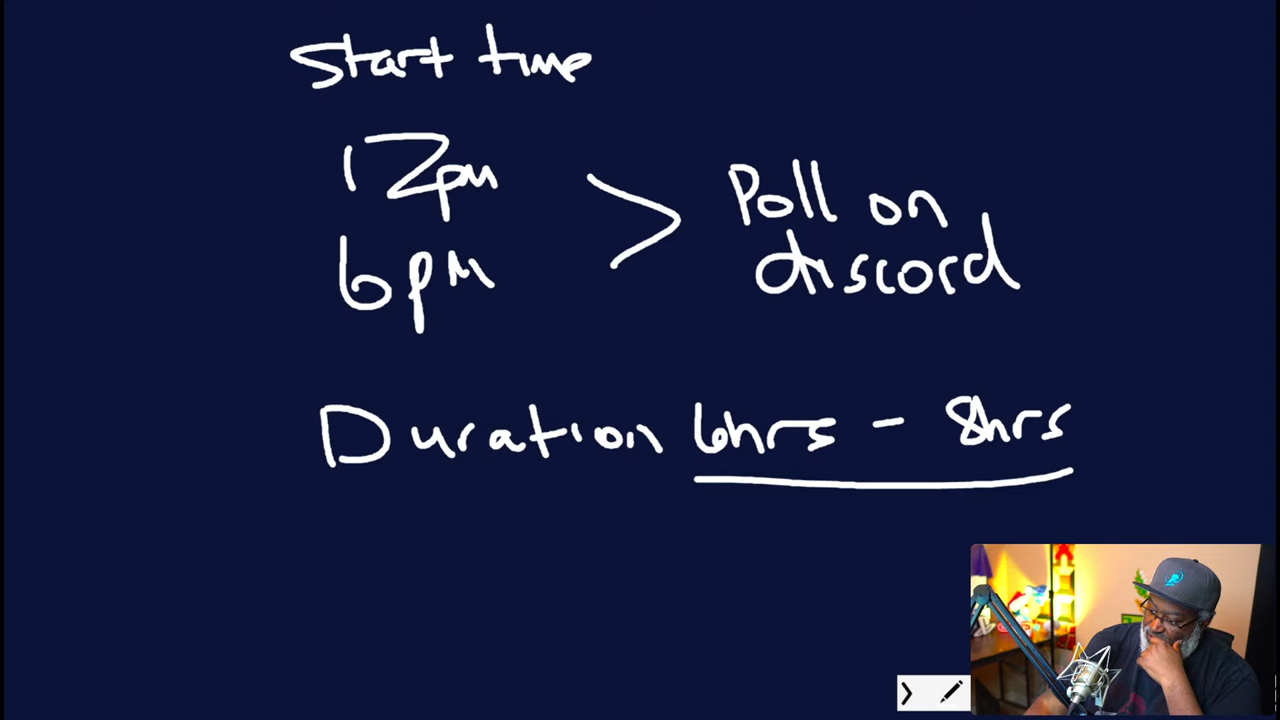 Start time
12pm
6pm
> Poll on
discord
Duration 6hrs - 8hrs